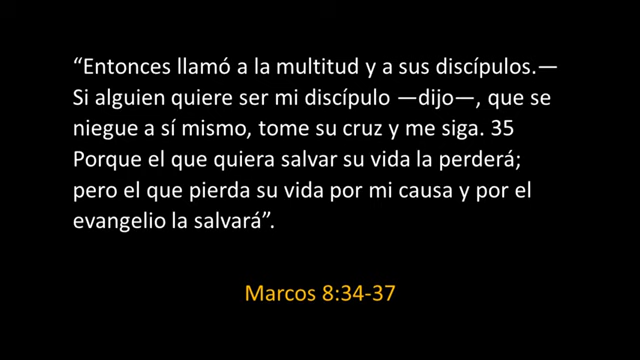 “Entonces llamó a la multitud y a sus discípulos.—
Si alguien quiere ser mi discípulo —dijo—, que se
niegue a sí mismo, tome su cruz y me siga. 35
Porque el que quiera salvar su vida la perderá;
pero el que pierda su vida por mi causa y por el
evangelio la salvará”.
Marcos 8:34-37